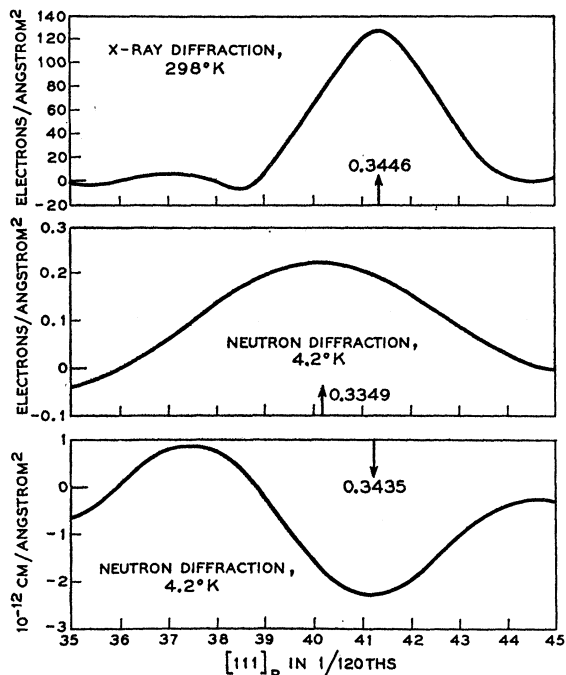 140
120
100
80
60
40
20
0
-20
ELECTRONS/ANGSTROM²
X-RAY DIFFRACTION,
298°K
0.3446
0.3
0.2
0.1
0
-0.1
ELECTRONS/ANGSTROM²
NEUTRON DIFFRACTION,
4.2°K
0.3349
1
0
-1
-2
-3
10⁻¹² CM/ANGSTROM²
0.3435
NEUTRON DIFFRACTION,
4.2°K
35 36 37 38 39 40 41 42 43 44 45
[111]p IN 1/120THS